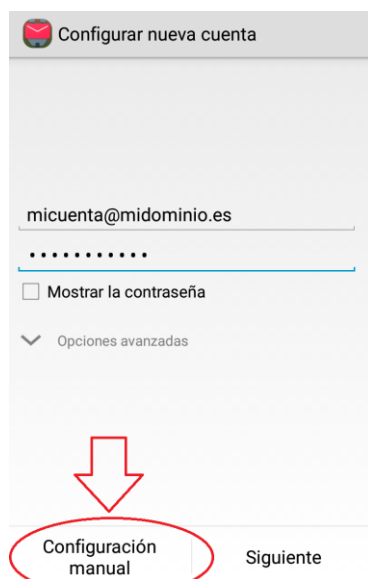 Configurar nueva cuenta
micuenta@midominio.es
•••••••••••
Mostrar la contraseña
Opciones avanzadas
Configuración
manual
Siguiente